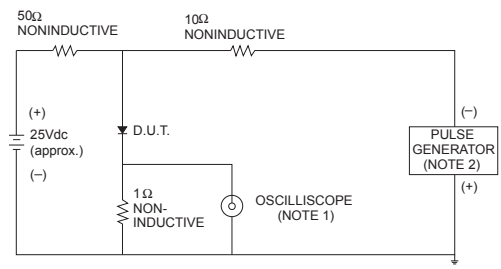 50Ω
NONINDUCTIVE
10Ω
NONINDUCTIVE
(+)
25Vdc
(approx.)
(–)
D.U.T.
1Ω
NON-
INDUCTIVE
OSCILLISCOPE
(NOTE 1)
(–)
PULSE
GENERATOR
(NOTE 2)
(+)